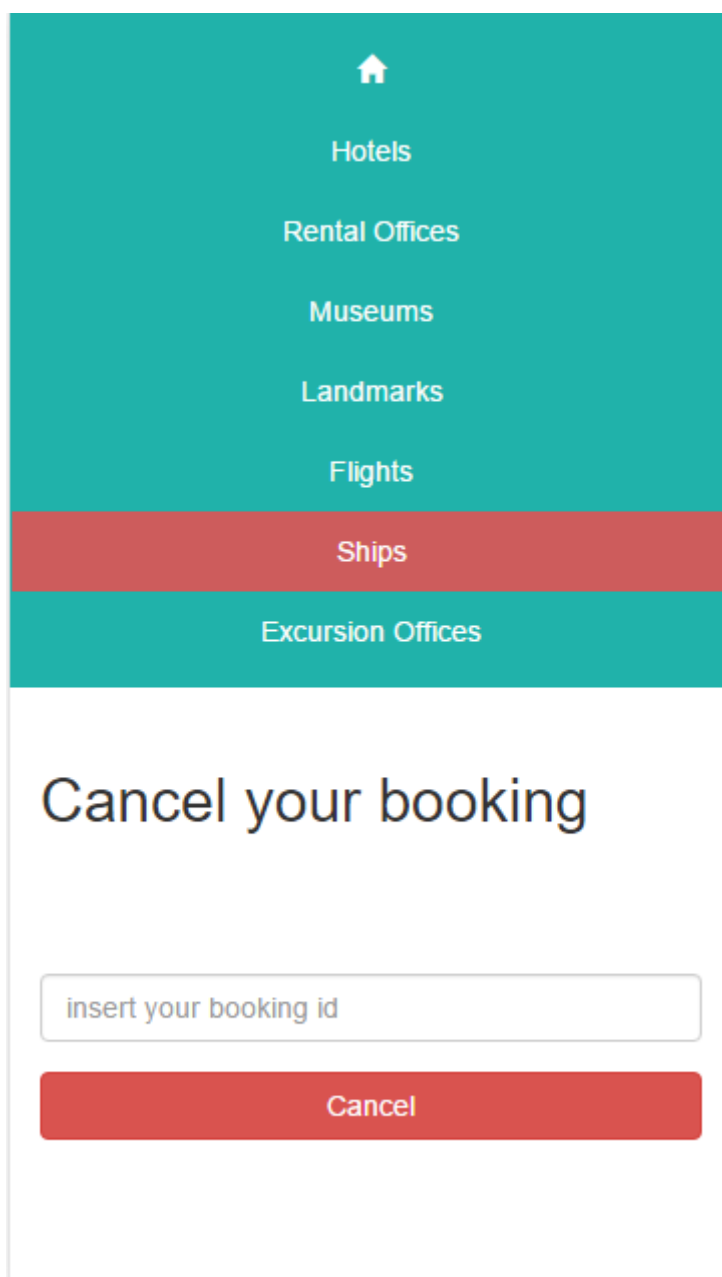 Hotels
Rental Offices
Museums
Landmarks
Flights
Ships
Excursion Offices
Cancel your booking
insert your booking id
Cancel